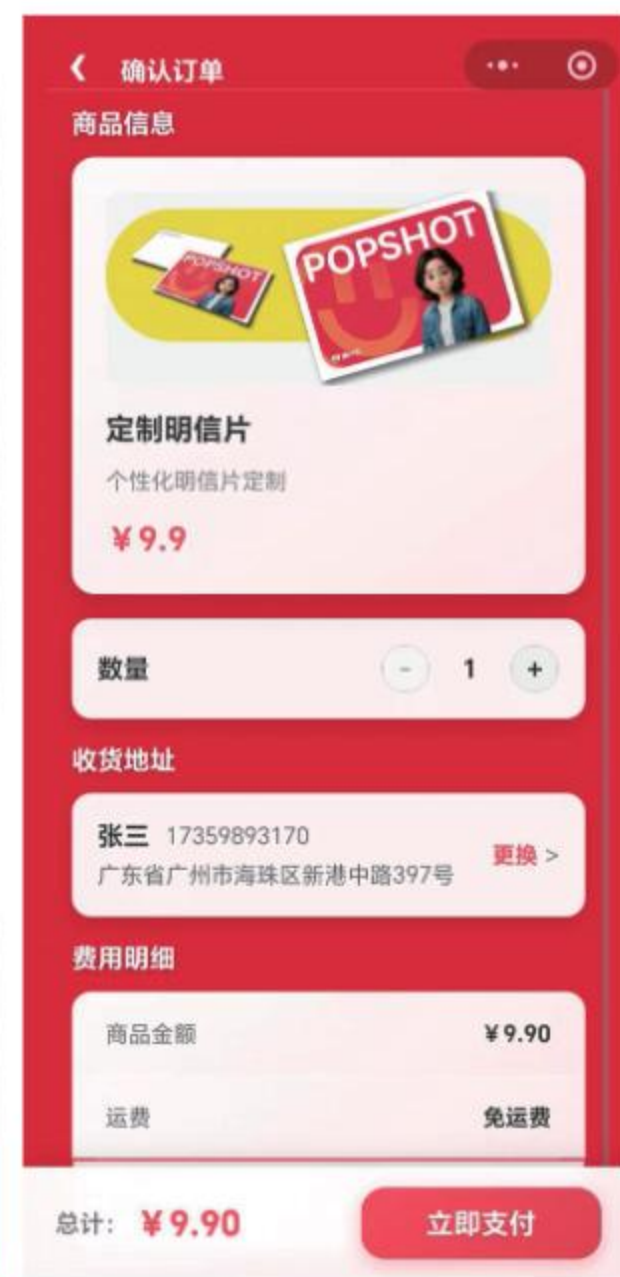 确认订单
商品信息
POPSHOT
POPSHOT
定制明信片
个性化明信片定制
¥9.9
数量
- 1 +
收货地址
张三 17359893170
广东省广州市海珠区新港中路397号
更换 >
费用明细
商品金额 ¥9.90
运费 免运费
总计: ¥9.90 立即支付